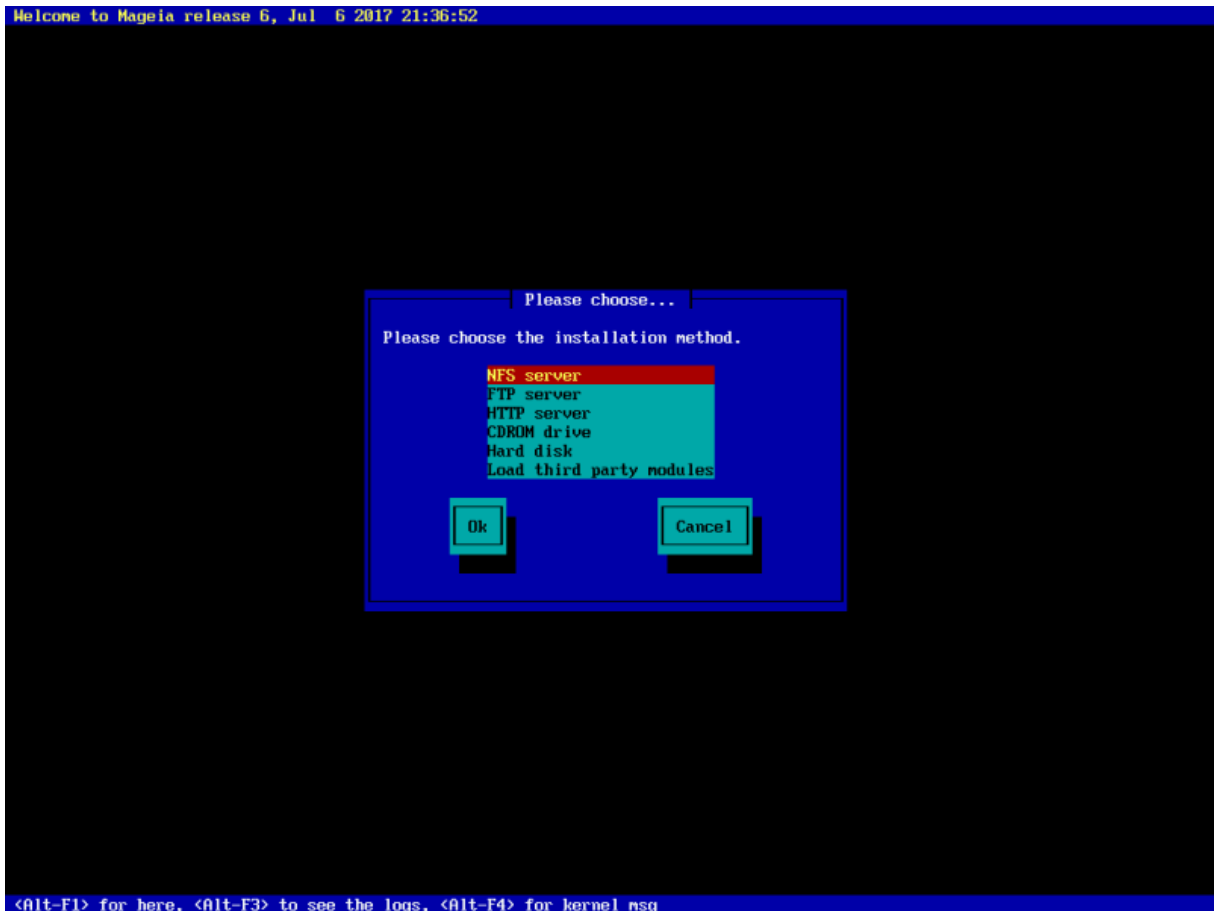 Welcome to Mageia release 6, Jul  6 2017 21:36:52
Please choose...
Please choose the installation method.
NFS server
FTP server
HTTP server
CDROM drive
Hard disk
Load third party modules
Ok
Cancel
<Alt-F1> for here, <Alt-F3> to see the logs, <Alt-F4> for kernel msg